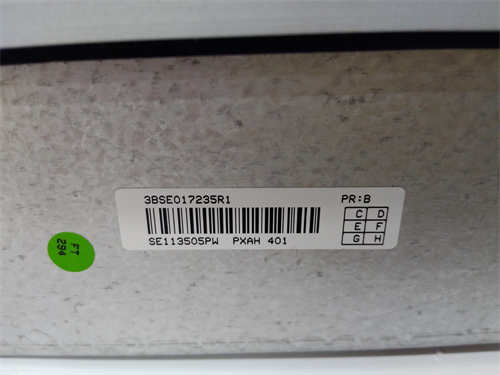 3BSE017235R1
PR:B
C D
E F
G H
SE113505PW PXAH 401
FT
294